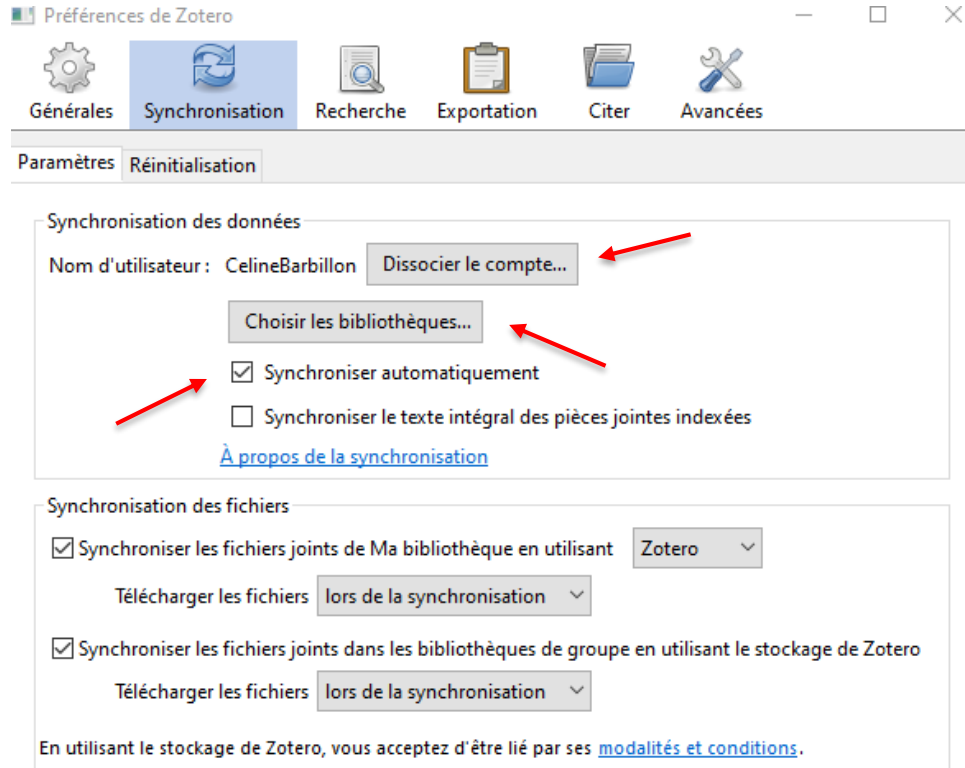 Préférences de Zotero
Générales Synchronisation Recherche Exportation Citer Avancées
Paramètres Réinitialisation
Synchronisation des données
Nom d'utilisateur : CelineBarbillon Dissocier le compte...
Choisir les bibliothèques...
Synchroniser automatiquement
Synchroniser le texte intégral des pièces jointes indexées
À propos de la synchronisation
Synchronisation des fichiers
Synchroniser les fichiers joints de Ma bibliothèque en utilisant Zotero
Télécharger les fichiers lors de la synchronisation
Synchroniser les fichiers joints dans les bibliothèques de groupe en utilisant le stockage de Zotero
Télécharger les fichiers lors de la synchronisation
En utilisant le stockage de Zotero, vous acceptez d'être lié par ses modalités et conditions.